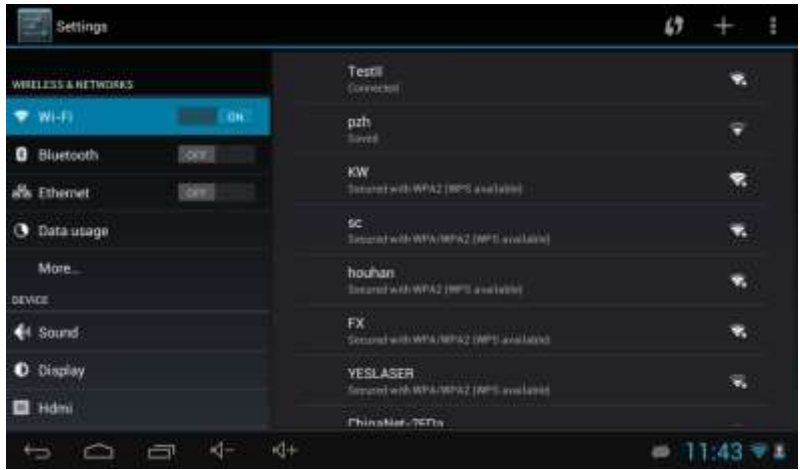 Settings
WIRELESS & NETWORKS
Wi-Fi
ON
Bluetooth
OFF
Ethernet
OFF
Data usage
More...
DEVICE
Sound
Display
Hdmi
Connected
pzh
Saved
KW
Secured with WPA2 (WPS available)
sc
Secured with WPA/WPA2 (WPS available)
houhan
Secured with WPA2 (WPS available)
FX
Secured with WPA/WPA2 (WPS available)
YESLASER
Secured with WPA/WPA2 (WPS available)
11:43